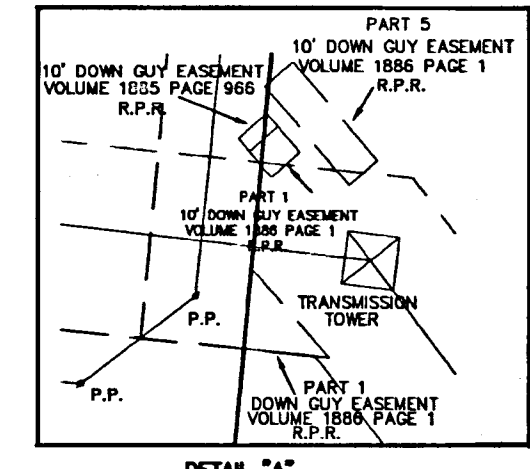 PART 5
10' DOWN GUY EASEMENT
VOLUME 1886 PAGE 1
R.P.R.
10' DOWN GUY EASEMENT
VOLUME 1885 PAGE 966
R.P.R.
PART 1
10' DOWN GUY EASEMENT
VOLUME 1886 PAGE 1
R.P.R.
TRANSMISSION
TOWER
P.P.
P.P.
PART 1
DOWN GUY EASEMENT
VOLUME 1886 PAGE 1
R.P.R.
DETAIL "A"